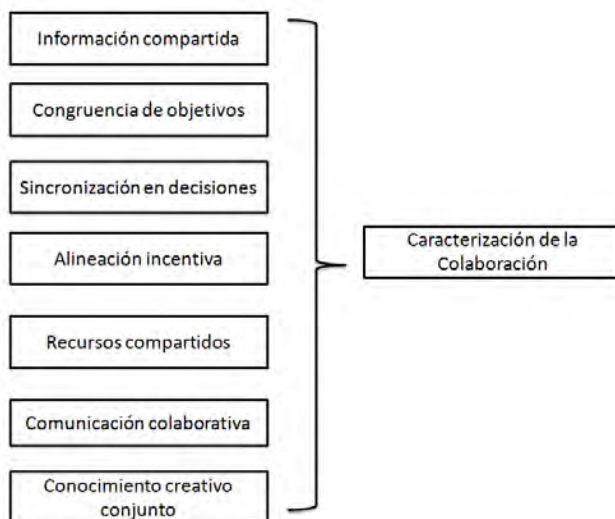 Información compartida
Congruencia de objetivos
Sincronización en decisiones
Alineación incentiva
Caracterización de la
Colaboración
Recursos compartidos
Comunicación colaborativa
Conocimiento creativo
conjunto